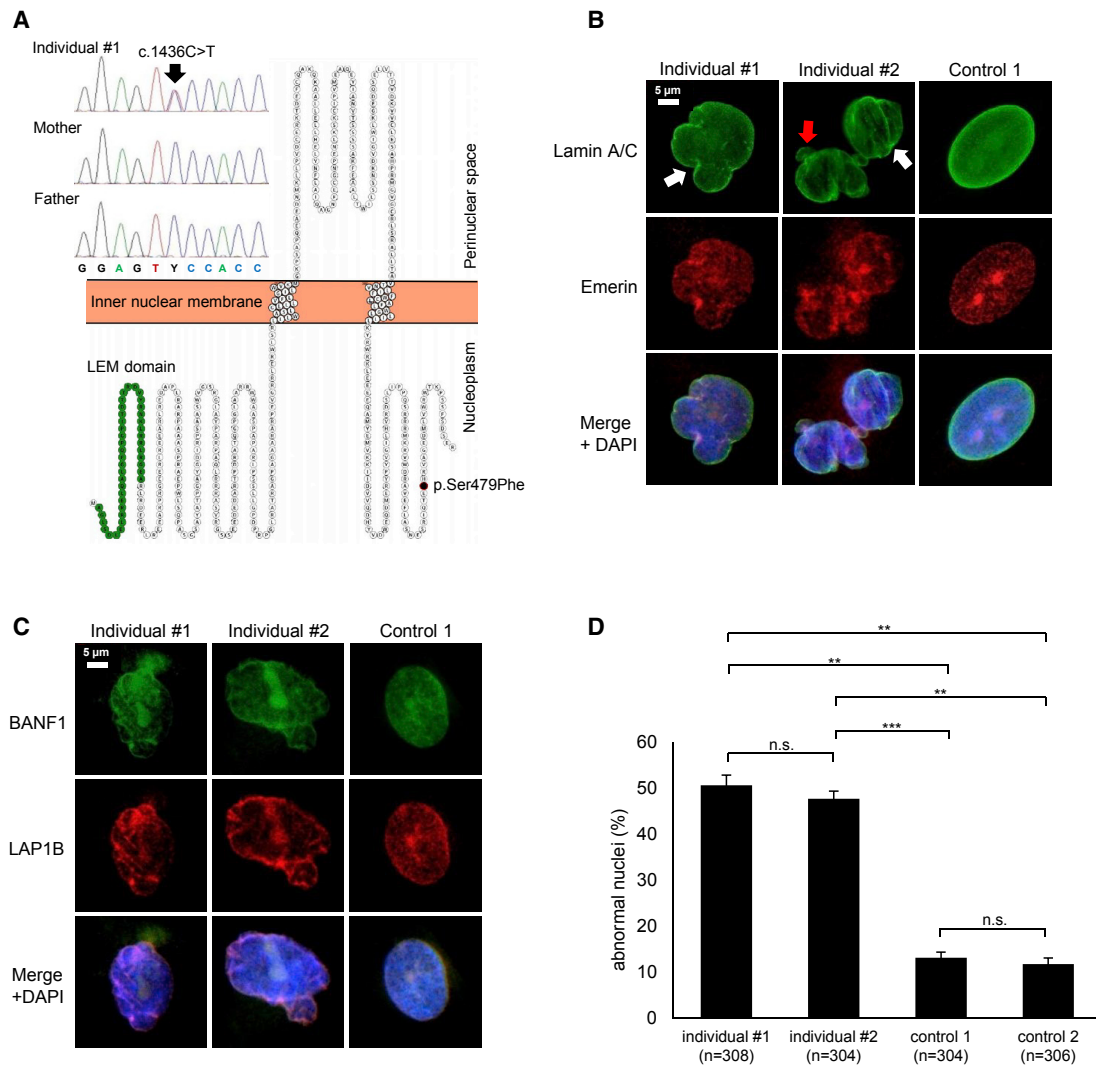 A
Individual #1
c.1436C>T
Mother
Father
G G A G T Y C C A C C
Perinuclear space
Inner nuclear membrane
Nucleoplasm
LEM domain
p.Ser479Phe
B
Individual #1 Individual #2 Control 1
5 µm
Lamin A/C
Emerin
Merge
+ DAPI
C
Individual #1 Individual #2 Control 1
5 µm
BANF1
LAP1B
Merge
+DAPI
D
**
**
**
***
n.s.
n.s.
abnormal nuclei (%)
60
50
40
30
20
10
0
individual #1 individual #2 control 1 control 2
(n=308) (n=304) (n=304) (n=306)